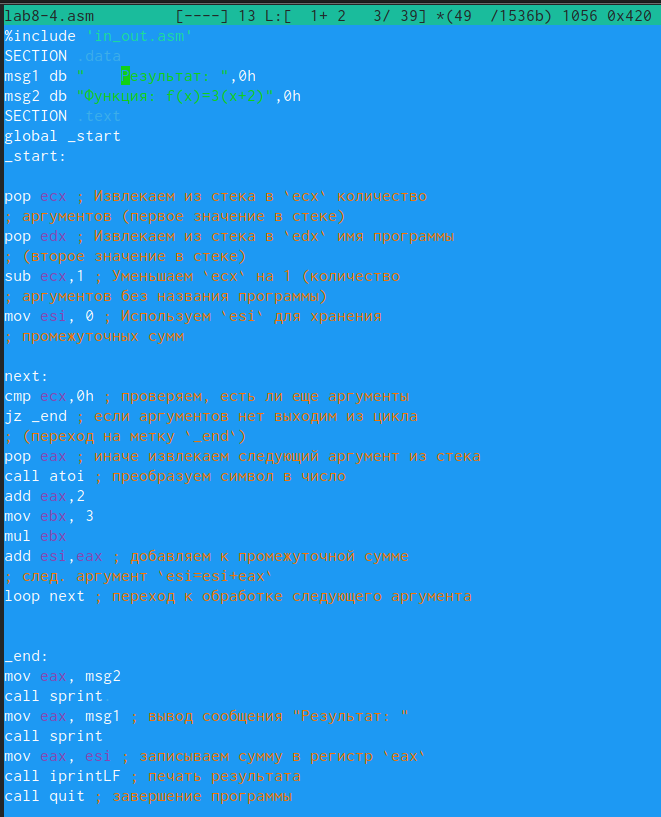 lab8-4.asm [----] 13 L:[ 1+ 2 3/ 39] *(49 /1536b) 1056 0x420
%include 'in_out.asm'
SECTION .data
msg1 db "    Результат: ",0h
msg2 db "Функция: f(x)=3(x+2)",0h
SECTION .text
global _start
_start:
pop ecx ; Извлекаем из стека в `ecx` количество
; аргументов (первое значение в стеке)
pop edx ; Извлекаем из стека в `edx` имя программы
; (второе значение в стеке)
sub ecx,1 ; Уменьшаем `ecx` на 1 (количество
; аргументов без названия программы)
mov esi, 0 ; Используем `esi` для хранения
; промежуточных сумм
next:
cmp ecx,0h ; проверяем, есть ли еще аргументы
jz _end ; если аргументов нет выходим из цикла
; (переход на метку `_end`)
pop eax ; иначе извлекаем следующий аргумент из стека
call atoi ; преобразуем символ в число
add eax,2
mov ebx, 3
mul ebx
add esi,eax ; добавляем к промежуточной сумме
; след. аргумент `esi=esi+eax`
loop next ; переход к обработке следующего аргумента
_end:
mov eax, msg2
call sprint
mov eax, msg1 ; вывод сообщения "Результат: "
call sprint
mov eax, esi ; записываем сумму в регистр `eax`
call iprintLF ; печать результата
call quit ; завершение программы